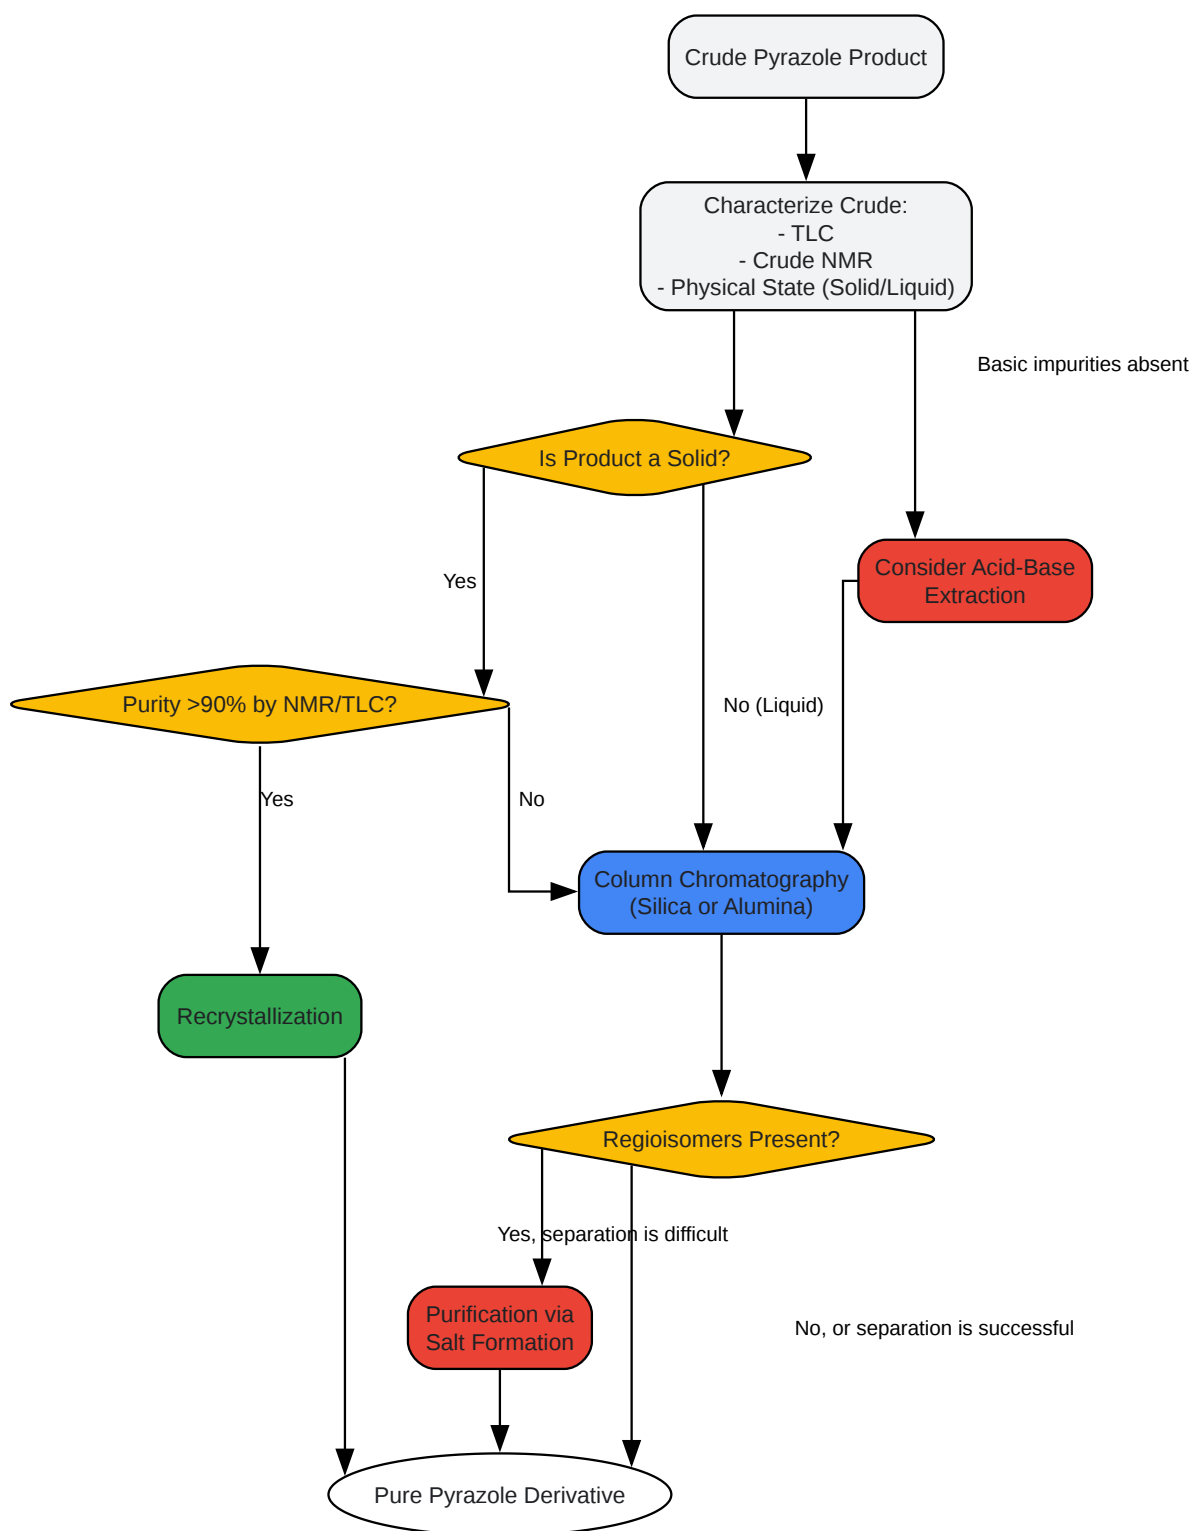 Crude Pyrazole Product
Characterize Crude:
- TLC
- Crude NMR
- Physical State (Solid/Liquid)
Basic impurities absent
Is Product a Solid?
Consider Acid-Base
Extraction
Yes
Purity >90% by NMR/TLC?
No (Liquid)
Yes
No
Column Chromatography
(Silica or Alumina)
Recrystallization
Regioisomers Present?
Yes, separation is difficult
Purification via
Salt Formation
No, or separation is successful
Pure Pyrazole Derivative